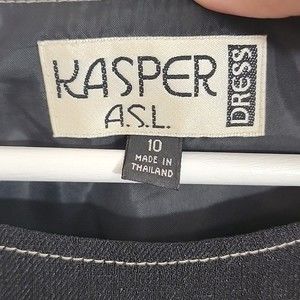 KASPER
A.S.L.
DRESS
10
MADE IN
THAILAND